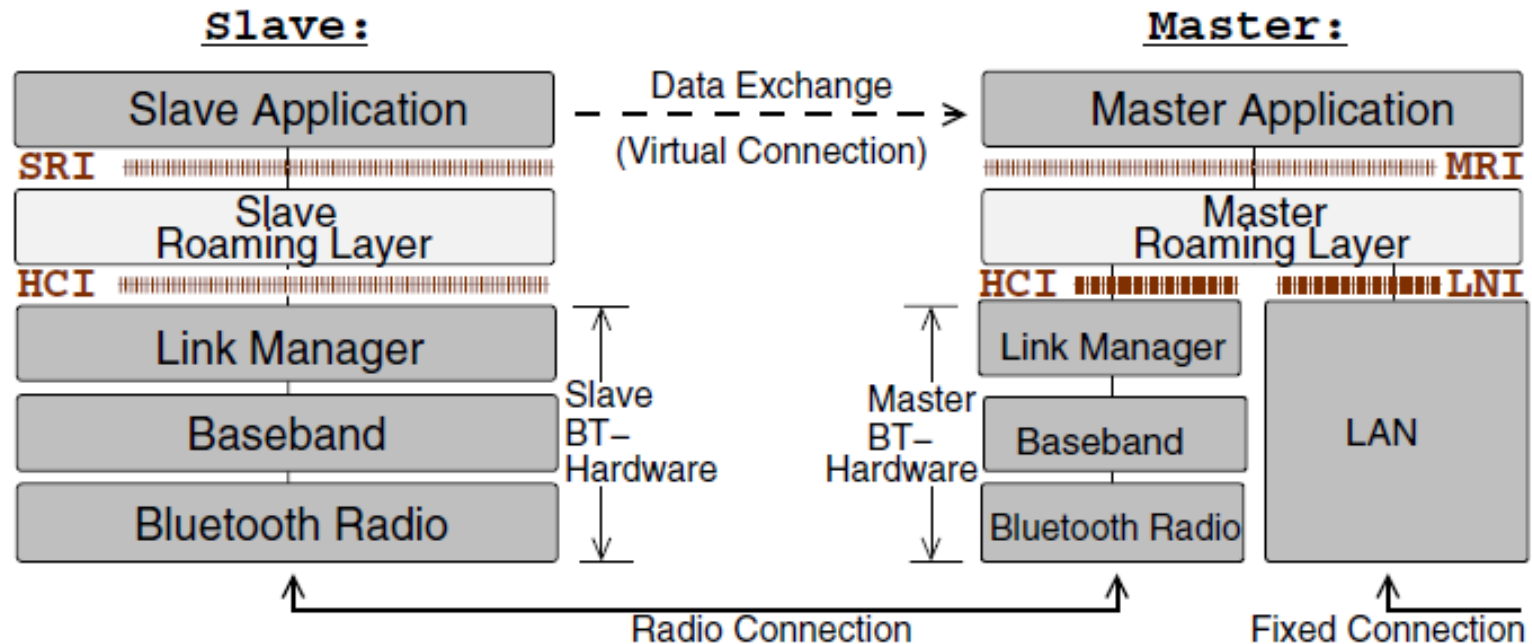 Slave:
Master:
Slave Application
Data Exchange
(Virtual Connection)
Master Application
SRI
MRI
Slave
Roaming Layer
Master
Roaming Layer
HCI
HCI
LNI
Link Manager
Baseband
Bluetooth Radio
Slave
BT-
Hardware
Master
BT-
Hardware
Link Manager
Baseband
Bluetooth Radio
LAN
Radio Connection
Fixed Connection